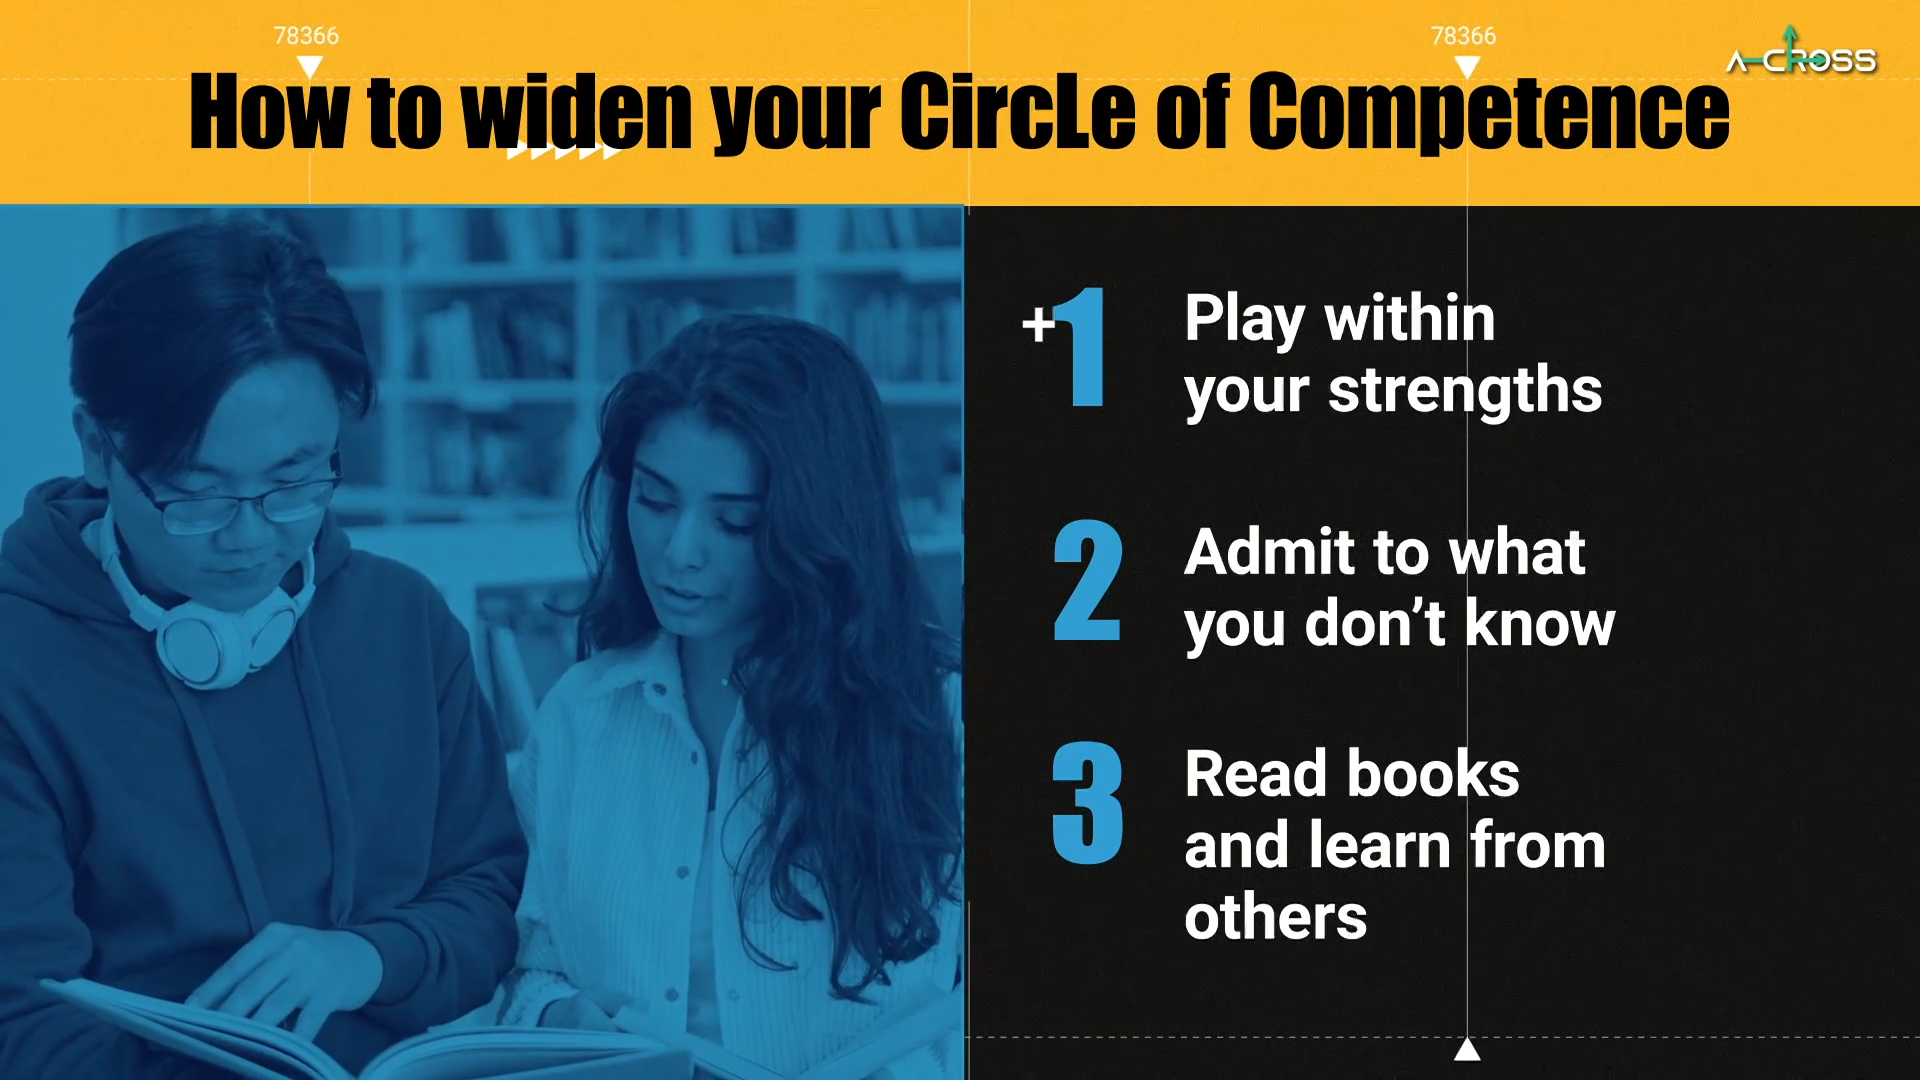 78366
78366
A-CROSS
How to widen your CircLe of Competence
+1
Play within
your strengths
2
Admit to what
you don’t know
3
Read books
and learn from
others